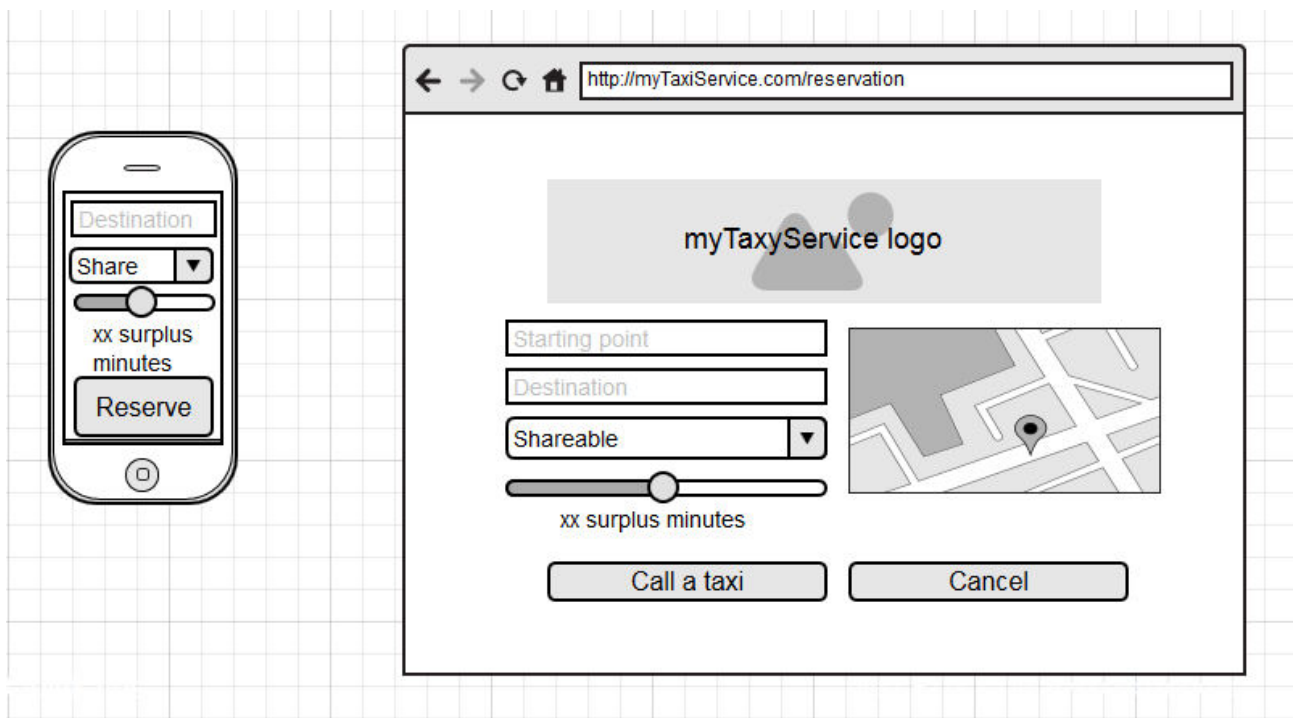 Destination
Share
xx surplus
minutes
Reserve
http://myTaxiService.com/reservation
myTaxyService logo
Starting point
Destination
Shareable
xx surplus minutes
Call a taxi
Cancel